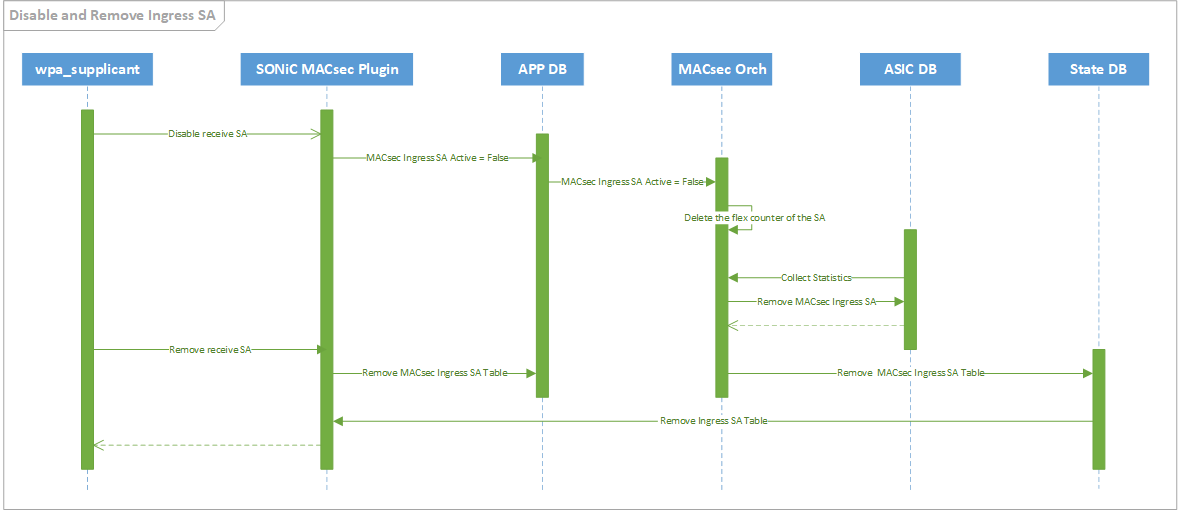 Disable and Remove Ingress SA
wpa_supplicant
SONiC MACsec Plugin
APP DB
MACsec Orch
ASIC DB
State DB
Disable receive SA
MACsec Ingress SA Active = False
MACsec Ingress SA Active = False
Delete the flex counter of the SA
Collect Statistics
Remove MACsec Ingress SA
Remove receive SA
Remove MACsec Ingress SA Table
Remove  MACsec Ingress SA Table
Remove Ingress SA Table